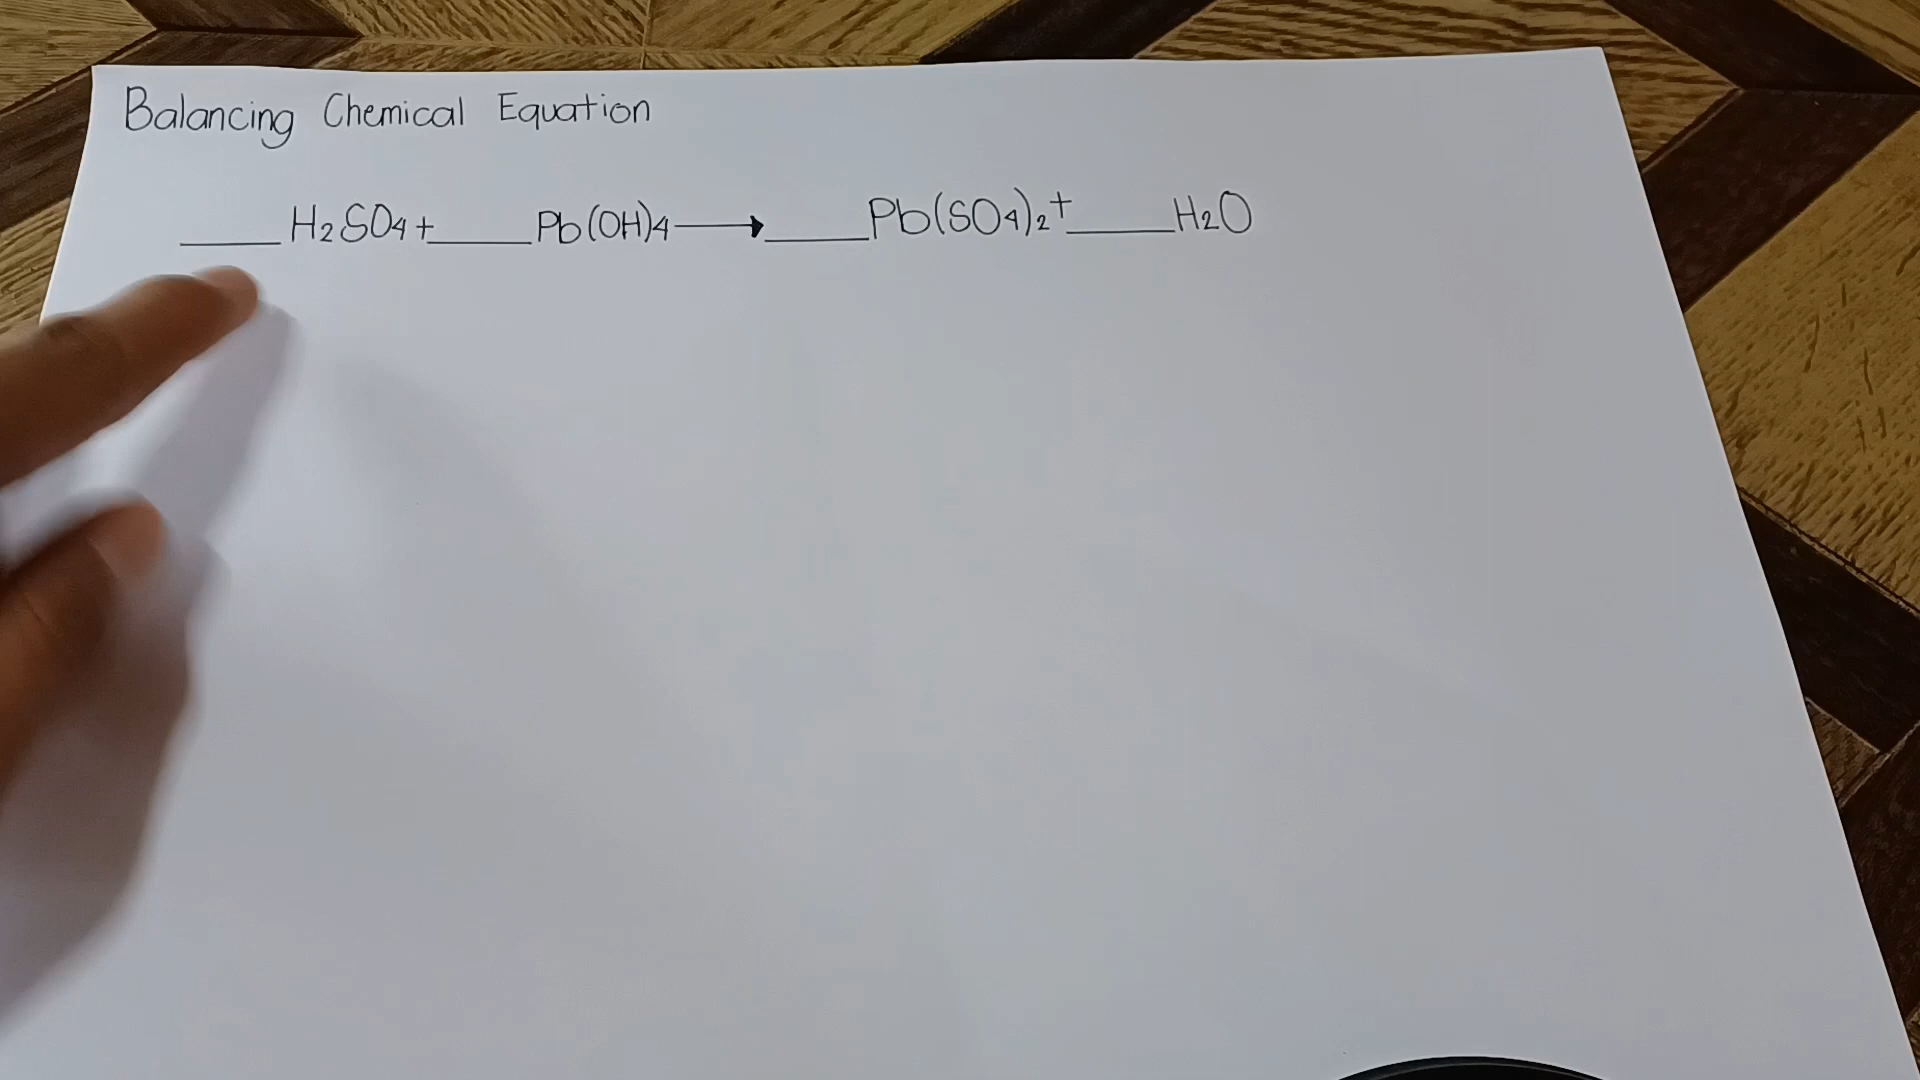 Balancing Chemical Equation
____ H2SO4 + ____ Pb(OH)4 → ____ Pb(SO4)2 + ____ H2O